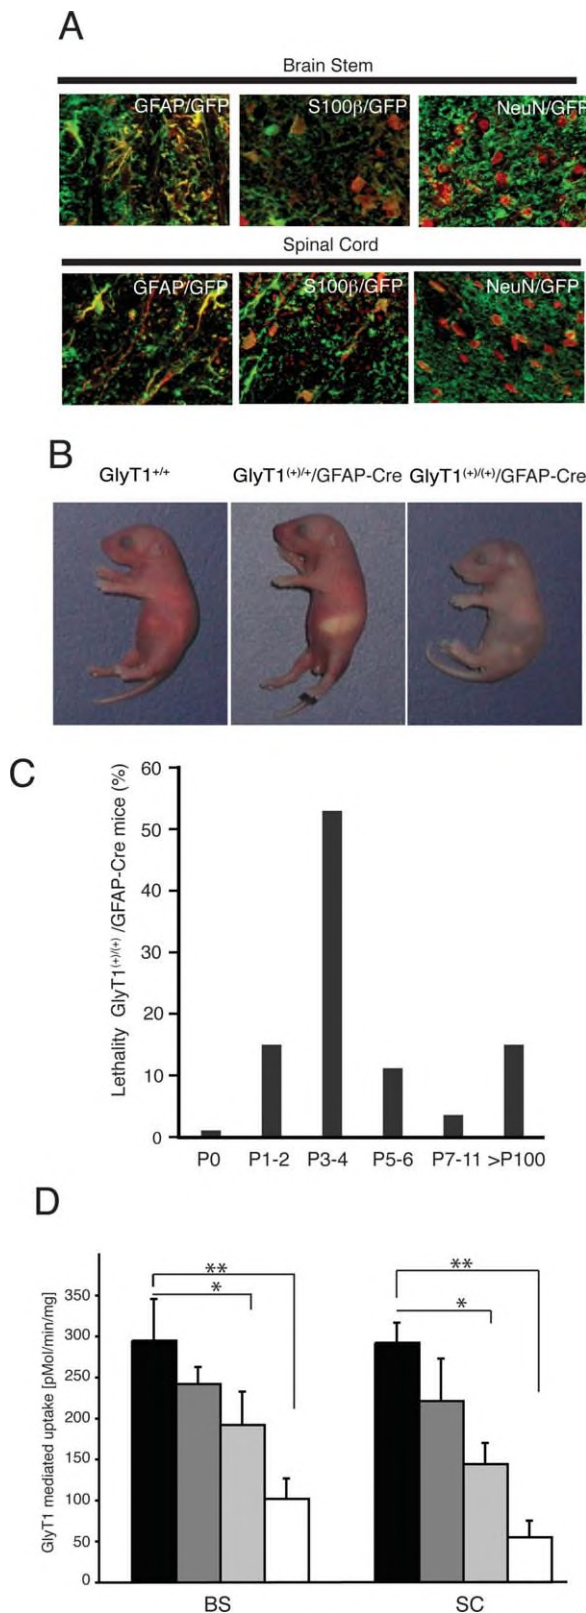 A
Brain Stem
GFAP/GFP S100β/GFP NeuN/GFP
Spinal Cord
GFAP/GFP S100β/GFP NeuN/GFP
B
GlyT1+/+ GlyT1(+)/+/GFAP-Cre GlyT1(+)/(+)/GFAP-Cre
C
Lethality GlyT1(+)/(+) /GFAP-Cre mice (%)
60
50
40
30
20
10
0
P0 P1-2 P3-4 P5-6 P7-11 >P100
D
GlyT1 mediated uptake [pMol/min/mg]
350
300
250
200
150
100
50
0
** *
** *
BS SC